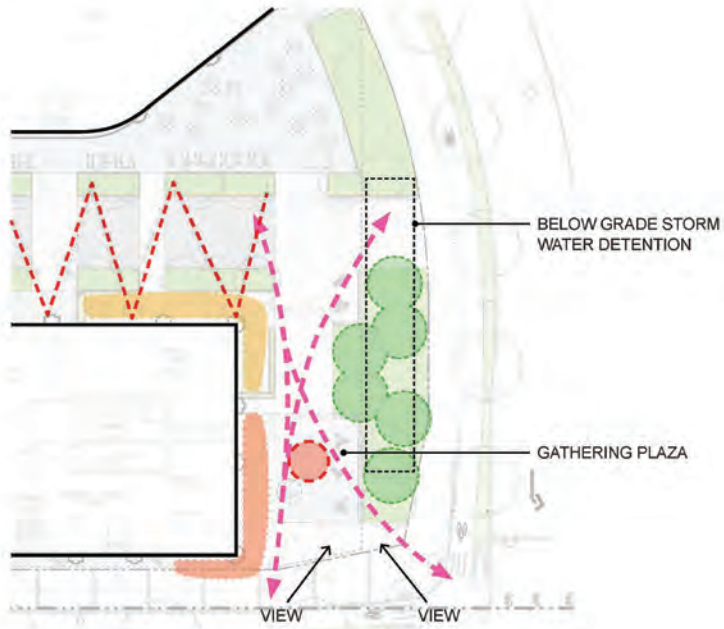 BELOW GRADE STORM
WATER DETENTION
GATHERING PLAZA
VIEW
VIEW